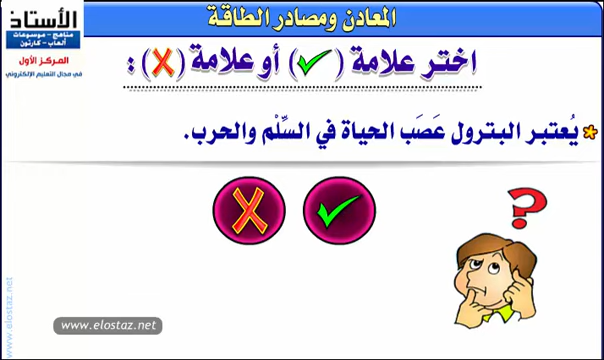 المعادن ومصادر الطاقة
الأستاذ
مناهج - موسوعات
ألعاب - كارتون
المركز الأول
في مجال التعليم الإلكتروني
اختر علامة (✓) أو علامة (✗) :
* يُعتبر البترول عَصَب الحياة في السِّلْم والحرب.
?
www.elostaz.net
www.elostaz.net